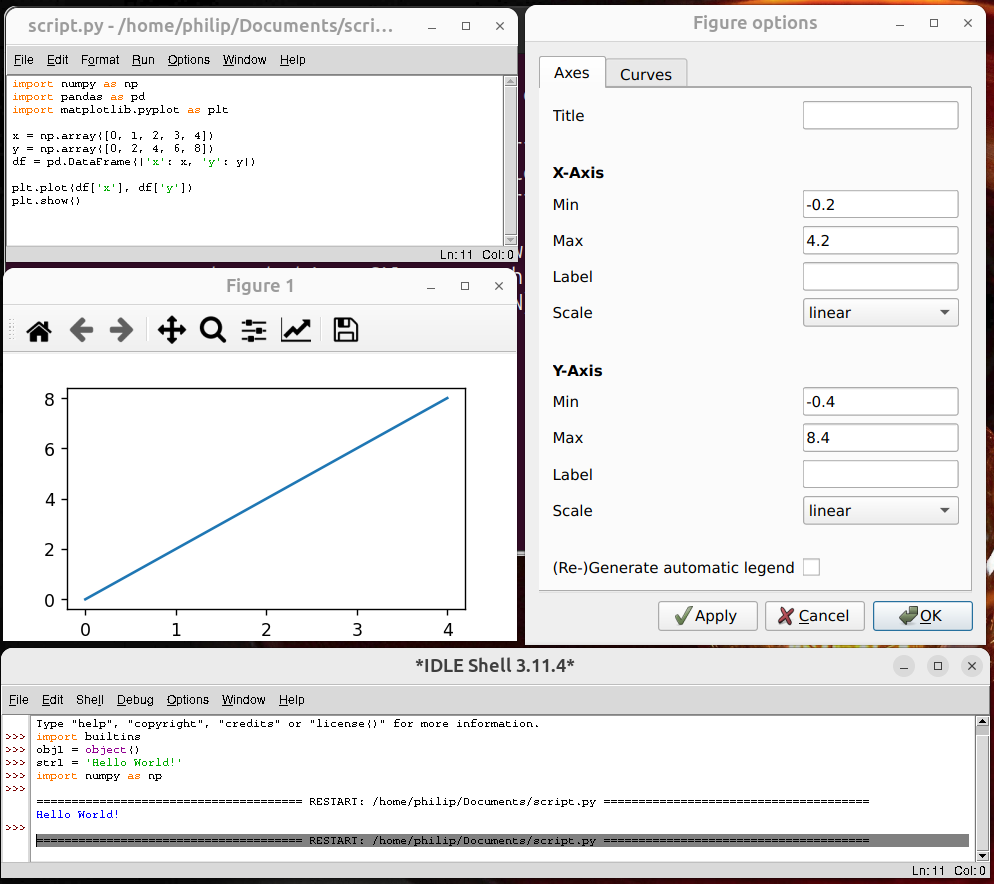 script.py - /home/philip/Documents/scri...
File Edit Format Run Options Window Help
import numpy as np
import pandas as pd
import matplotlib.pyplot as plt
x = np.array([0, 1, 2, 3, 4])
y = np.array([0, 2, 4, 6, 8])
df = pd.DataFrame({'x': x, 'y': y})
plt.plot(df['x'], df['y'])
plt.show()
Ln: 11 Col: 0
Figure 1
8
6
4
2
0
0 1 2 3 4
Figure options
Axes Curves
Title
X-Axis
Min -0.2
Max 4.2
Label
Scale linear
Y-Axis
Min -0.4
Max 8.4
Label
Scale linear
(Re-)Generate automatic legend
Apply Cancel OK
*IDLE Shell 3.11.4*
File Edit Shell Debug Options Window Help
Type "help", "copyright", "credits" or "license()" for more information.
>>> import builtins
>>> obj1 = object()
>>> str1 = 'Hello World!'
>>> import numpy as np
>>>
====================================== RESTART: /home/philip/Documents/script.py ======================================
Hello World!
>>>
====================================== RESTART: /home/philip/Documents/script.py ======================================
Ln: 11 Col: 0